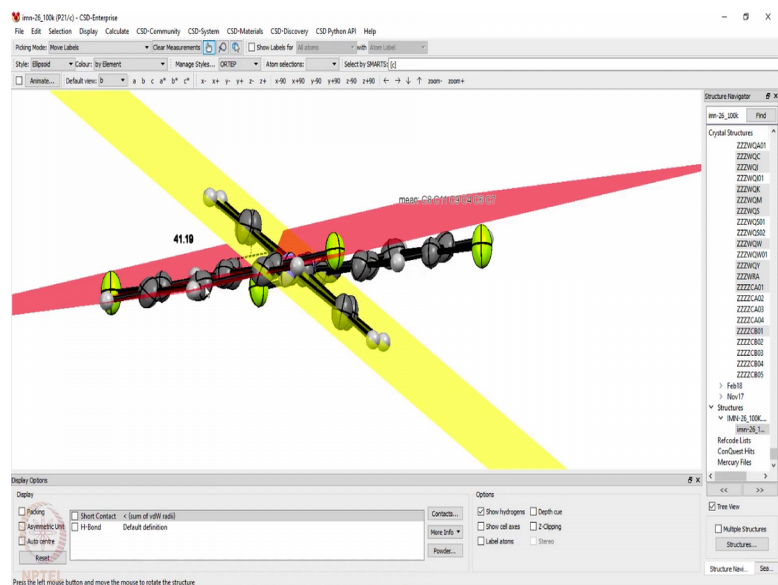 imn-26_100k (P21/c) - CSD-Enterprise
File Edit Selection Display Calculate CSD-Community CSD-System CSD-Materials CSD-Discovery CSD Python API Help
Picking Mode: Move Labels Clear Measurements Show Labels for All atoms with Atom Label
Style: Ellipsoid Colour: by Element Manage Styles... ORTEP Atom selections: Select by SMARTS: [c]
Animate... Default view: b a b c a* b* c* x- x+ y- y+ z- z+ x-90 x+90 y-90 y+90 z-90 z+90 ← → ↓ ↑ zoom- zoom+
Structure Navigator
imn-26_100k Find
Crystal Structures
ZZZWQA01
ZZZWQC
ZZZWQI
ZZZWQI01
ZZZWQK
ZZZWQM
ZZZWQS
ZZZWQS01
ZZZWQS02
ZZZWQW
ZZZWQW01
ZZZWQY
ZZZWRA
ZZZZCA01
ZZZZCA02
ZZZZCA03
ZZZZCA04
ZZZZCB01
ZZZZCB02
ZZZZCB03
ZZZZCB04
ZZZZCB05
Feb18
Nov17
Structures
IMN-26_100K....
imn-26_1...
Refcode Lists
ConQuest Hits
Mercury Files
<< >>
Tree View
Multiple Structures
Structures...
Structure Navi... Sea...
41.19
Display Options
Display
Packing
Asymmetric Unit
Auto centre
Reset
Short Contact < (sum of vdW radii)
H-Bond Default definition
Contacts...
More Info
Powder...
Options
Show hydrogens Depth cue
Show cell axes Z-Clipping
Label atoms Stereo
NPTEL
Press the left mouse button and move the mouse to rotate the structure